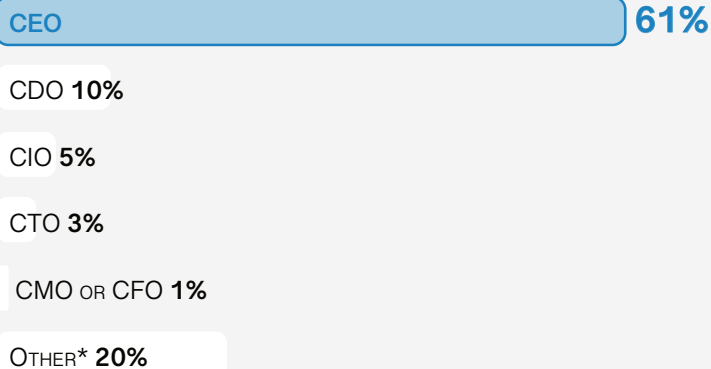 CEO 61%
CDO 10%
CIO 5%
CTO 3%
CMO OR CFO 1%
OTHER* 20%